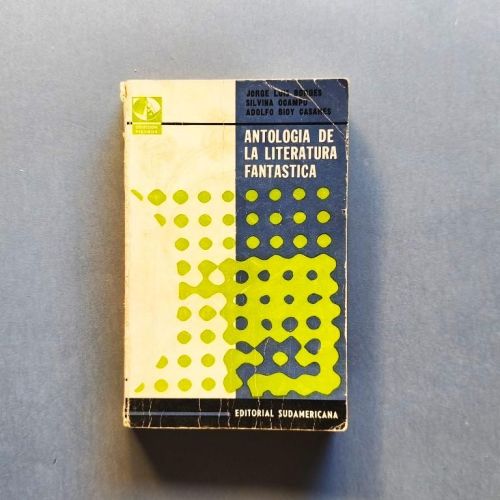 JORGE LUIS BORGES
SILVINA OCAMPO
ADOLFO BIOY CASARES
ANTOLOGIA DE
LA LITERATURA
FANTASTICA
EDITORIAL SUDAMERICANA